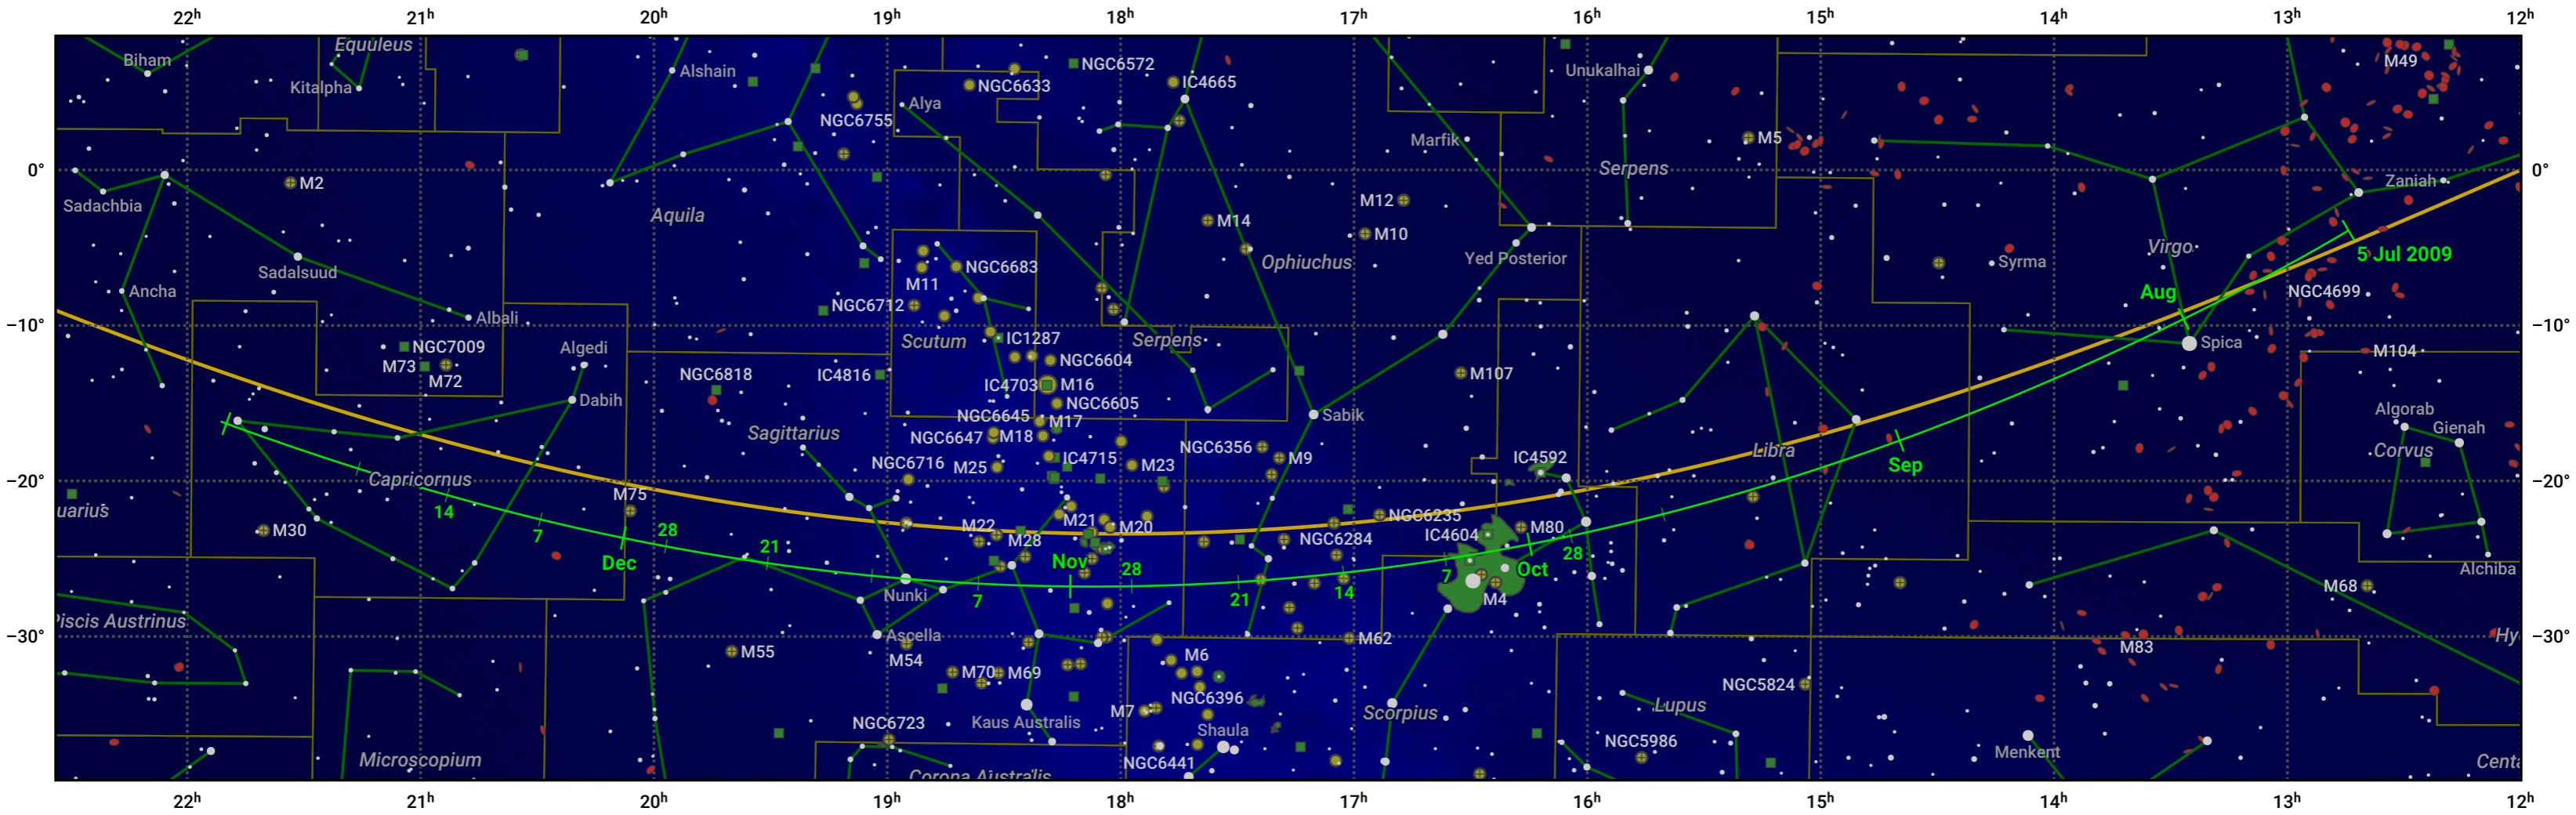 22h 21h 20h 19h 18h 17h 16h 15h 14h 13h 12h
Equuleus
Biham
Kitalpha
Alshain
NGC6633
NGC6572
IC4665
Unukalhai
M49
Alya
NGC6755
Marfik
M5
Serpens
0° 0°
M2
Zaniah
Sadachbia
Aquila
M12
M14
M10
Virgo
5 Jul 2009
Sadalsuud
NGC6683
Ophiuchus
Yed Posterior
Syrma
M11
Ancha
Aug
NGC4699
NGC6712
Albali
−10° −10°
Scutum
IC1287
Serpens
Spica
NGC7009
Algedi
M104
M73
M72
NGC6818
IC4816
NGC6604
M107
IC4703
M16
Dabih
NGC6605
Algorab
Sabik
NGC6645
M17
Gienah
Sagittarius
NGC6647
M18
NGC6356
Libra
Corvus
NGC6716
M25
IC4715
M23
M9
IC4592
Sep
Capricornus
−20° −20°
M75
uarius
14
M30
7
28
M22
M21
M20
NGC6235
M80
IC4604
21
M28
NGC6284
28
Dec
Nov
28
Oct
Alchiba
7
Nunki
7
21
14
M4
M68
Piscis Austrinus
Ascella
−30° −30°
M62
Hy
M55
M54
M6
M83
M70
M69
NGC5824
NGC6396
M7
Scorpius
Lupus
NGC6723
Kaus Australis
Shaula
NGC5986
Menkent
Microscopium
NGC6441
Centa
Corona Australis
22h 21h 20h 19h 18h 17h 16h 15h 14h 13h 12h